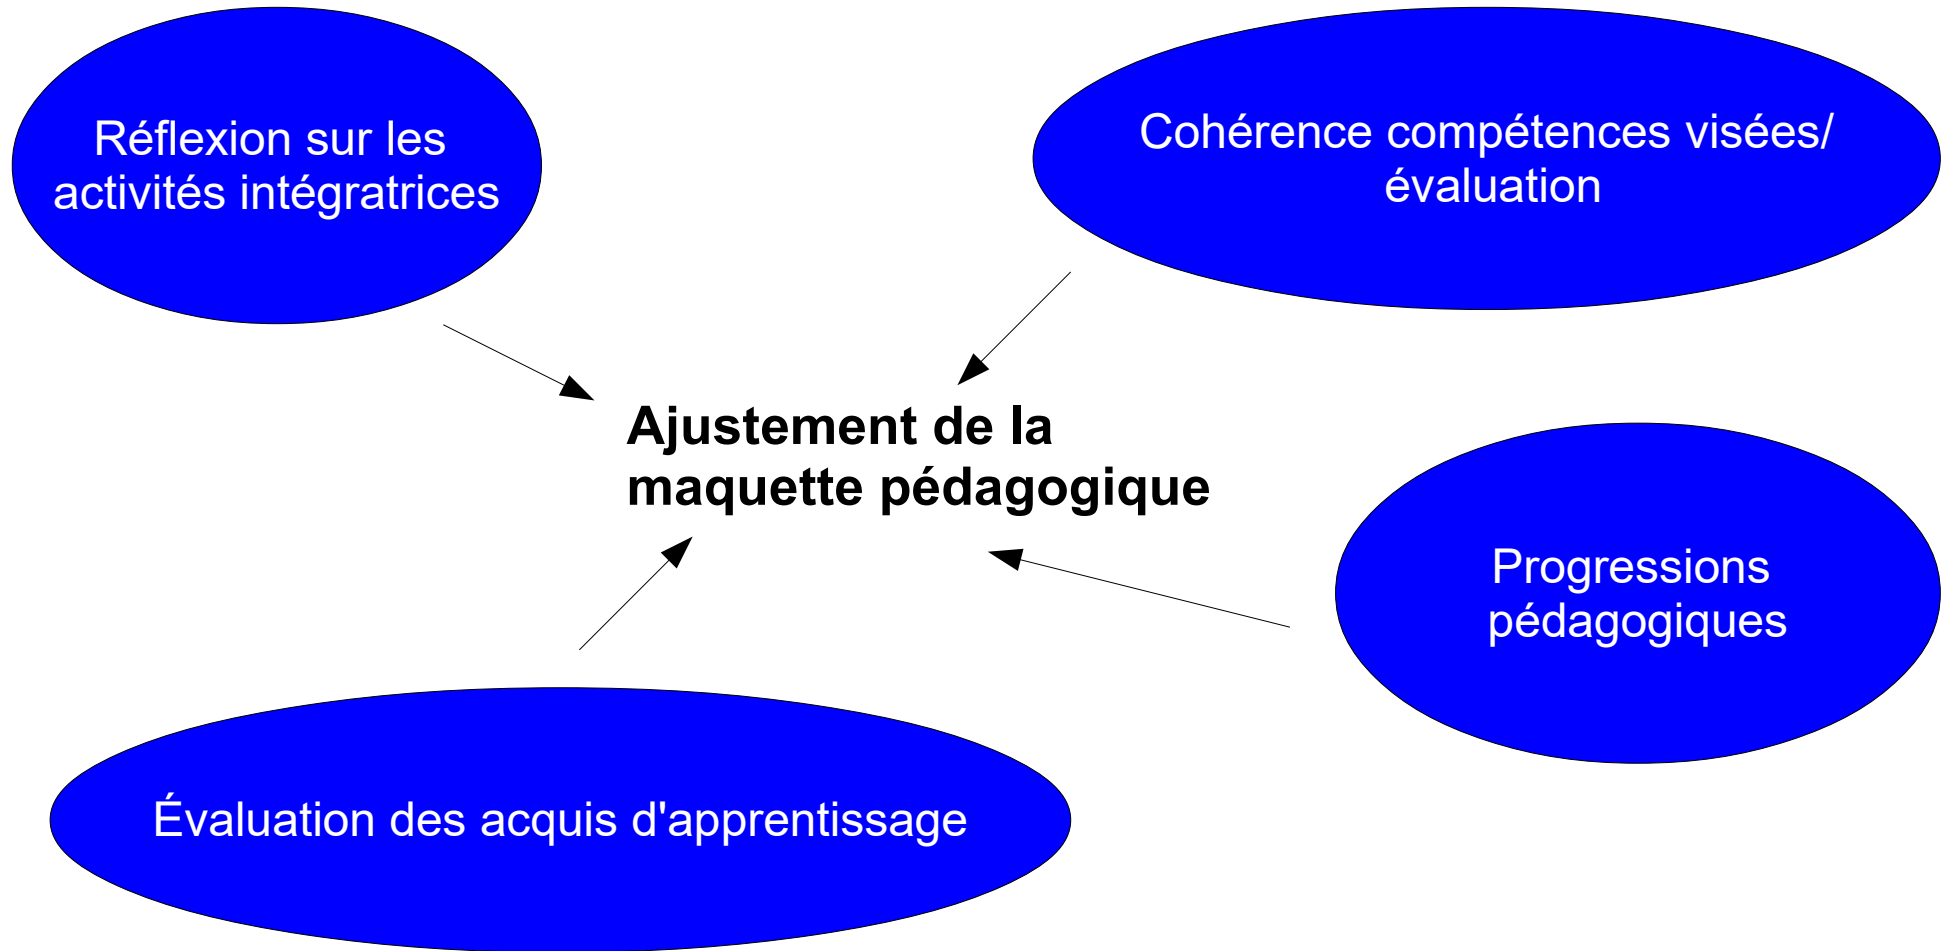 Réflexion sur les
activités intégratrices
Cohérence compétences visées/
évaluation
Ajustement de la
maquette pédagogique
Progressions
pédagogiques
Évaluation des acquis d'apprentissage